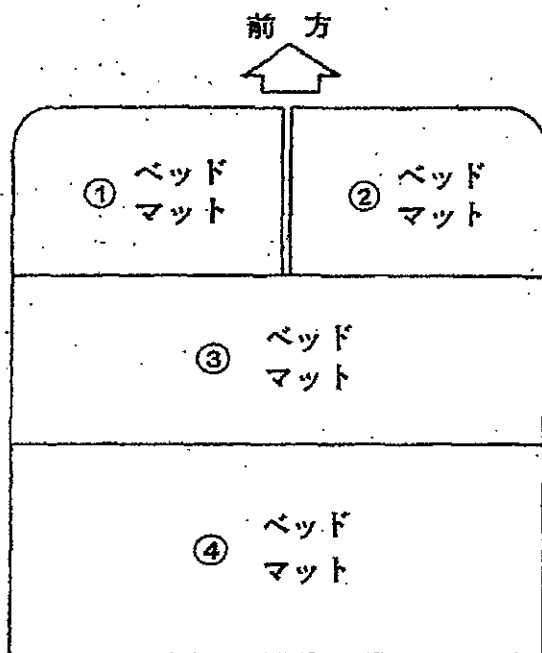 前方
① ベッド
マット
② ベッド
マット
③ ベッド
マット
④ ベッド
マット